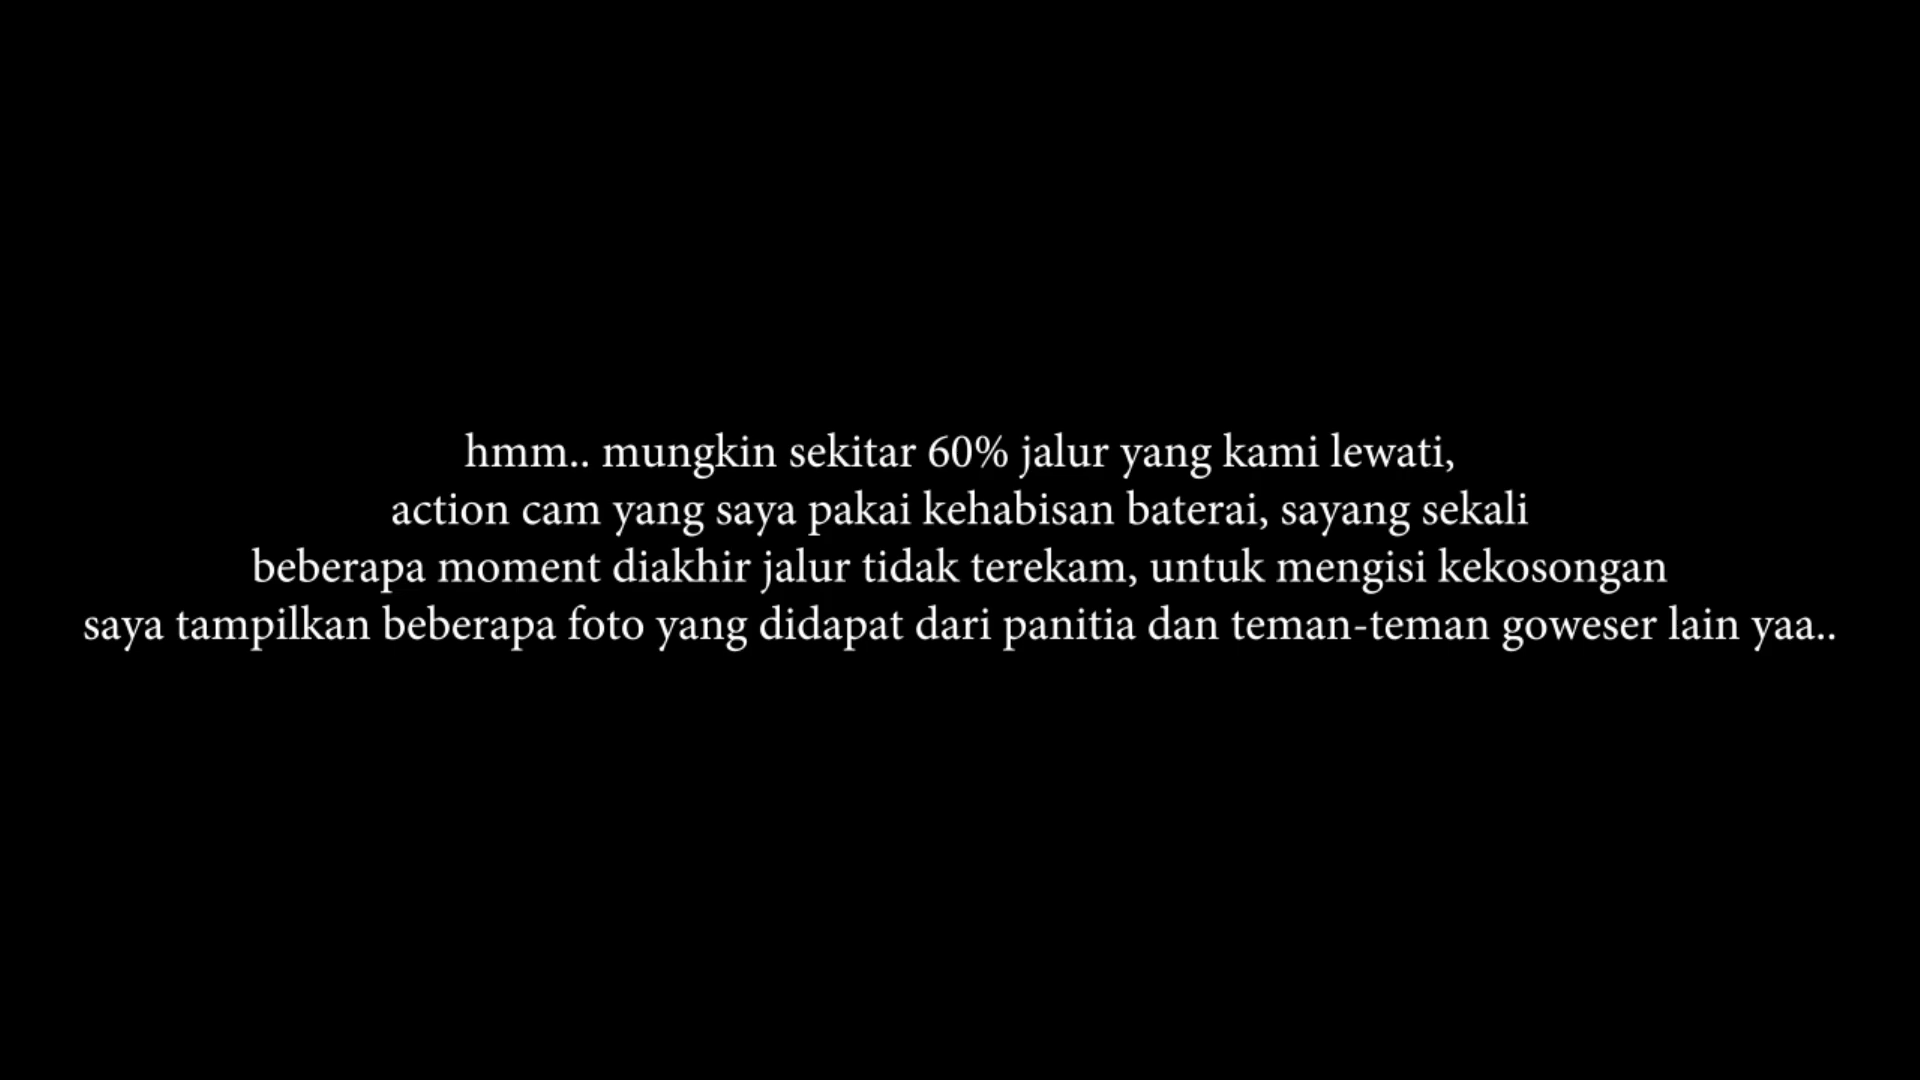 hmm.. mungkin sekitar 60% jalur yang kami lewati,
action cam yang saya pakai kehabisan baterai, sayang sekali
beberapa moment diakhir jalur tidak terekam, untuk mengisi kekosongan
saya tampilkan beberapa foto yang didapat dari panitia dan teman-teman goweser lain yaa..